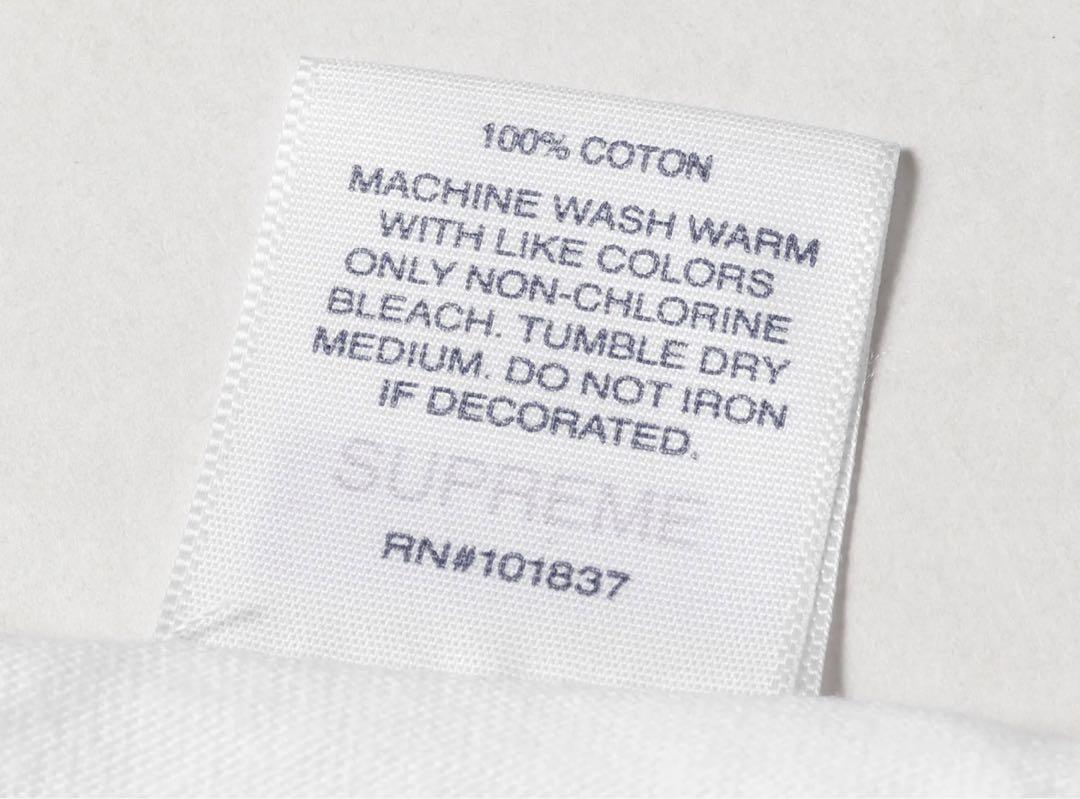 100% COTON
MACHINE WASH WARM
WITH LIKE COLORS
ONLY NON-CHLORINE
BLEACH. TUMBLE DRY
MEDIUM. DO NOT IRON
IF DECORATED.
SUPREME
RN#101837